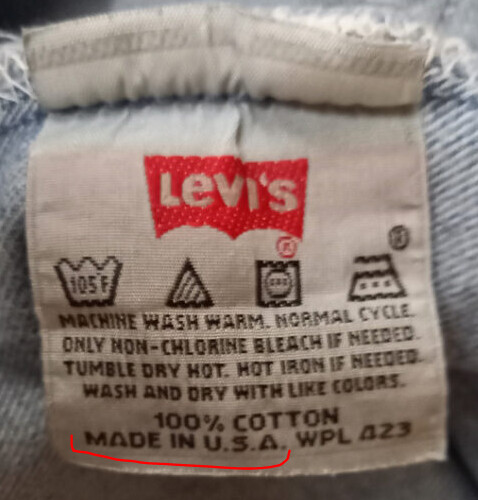 Levi's
®
®
105F
MACHINE WASH WARM. NORMAL CYCLE.
ONLY NON-CHLORINE BLEACH IF NEEDED.
TUMBLE DRY HOT. HOT IRON IF NEEDED.
WASH AND DRY WITH LIKE COLORS.
100% COTTON
MADE IN U.S.A. WPL 423